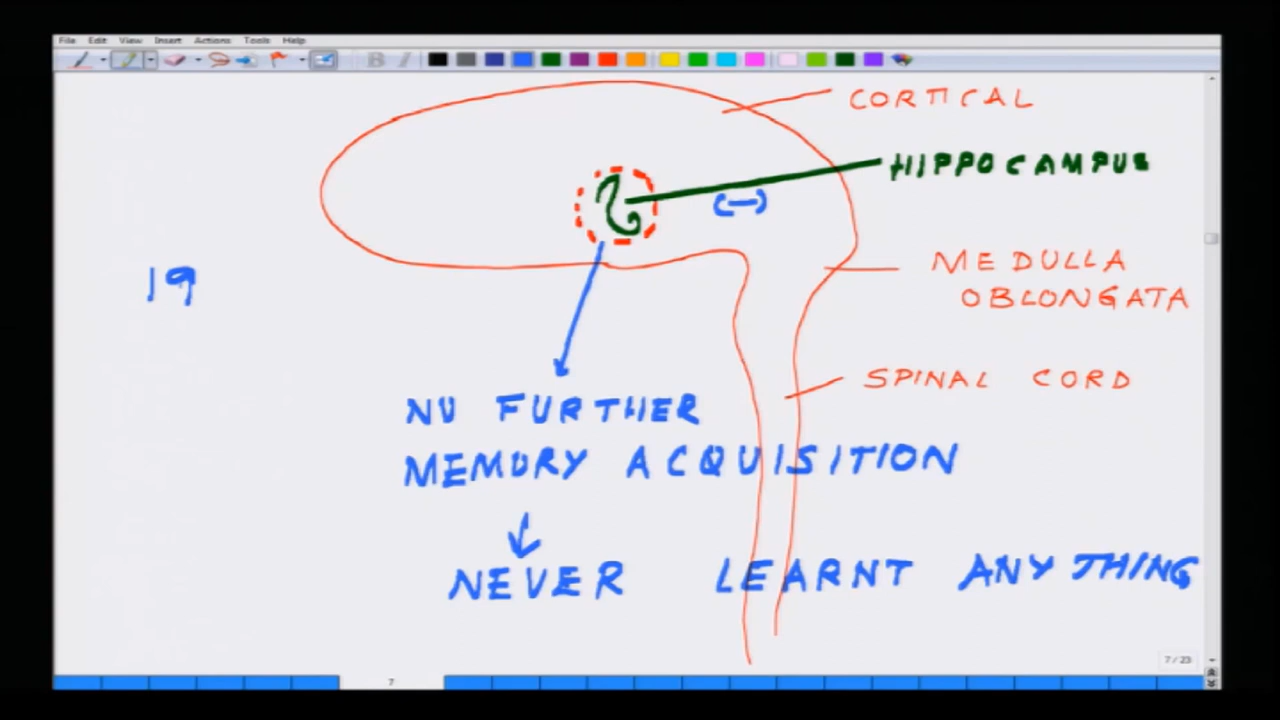 File Edit View Insert Actions Tools Help
B I
CORTICAL
HIPPOCAMPUS
(—)
MEDULLA
OBLONGATA
19
SPINAL CORD
NO FURTHER
MEMORY ACQUISITION
NEVER LEARNT ANYTHING
7/23
7